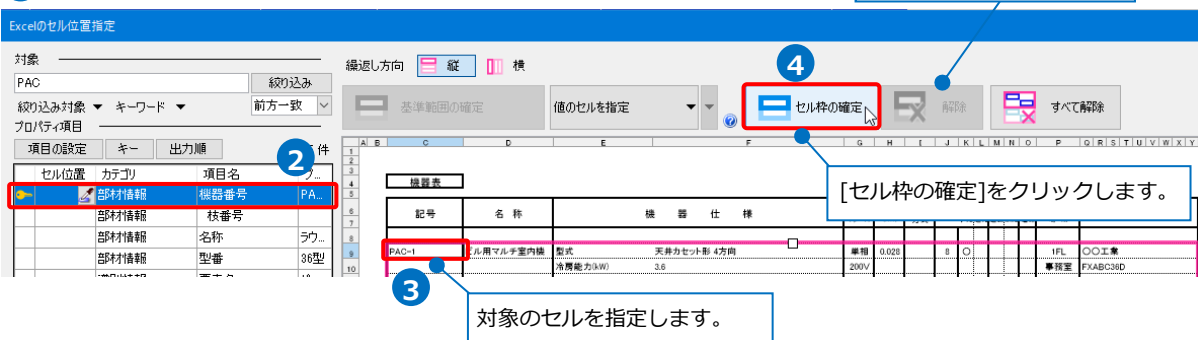 Excelのセル位置指定
対象
PAC
絞り込み
絞り込み対象 ▼ キーワード ▼ 前方一致
プロパティ項目
項目の設定 キー 出力順 件
セル位置 カテゴリ 項目名
部材情報 機器番号 PA...
部材情報 枝番号
部材情報 名称 ラウ...
部材情報 型番 36型
繰返し方向 縦 横
基準範囲の確定 値のセルを指定 セル枠の確定 解除 すべて解除
2
3
4
A B C D E F G H I J K L M N O P Q R S T U V W X Y
1
2
3
4
5
6
7
8
9
10
機器表
記号 名 称 機 器 仕 様
PAC-1 ビル用マルチ室内機 型式 天井カセット形 4方向 単相 0.028 8 ○ 1FL ○○工業
冷房能力(kW) 3.6 200V 事務室 FXABC36D
[セル枠の確定]をクリックします。
対象のセルを指定します。